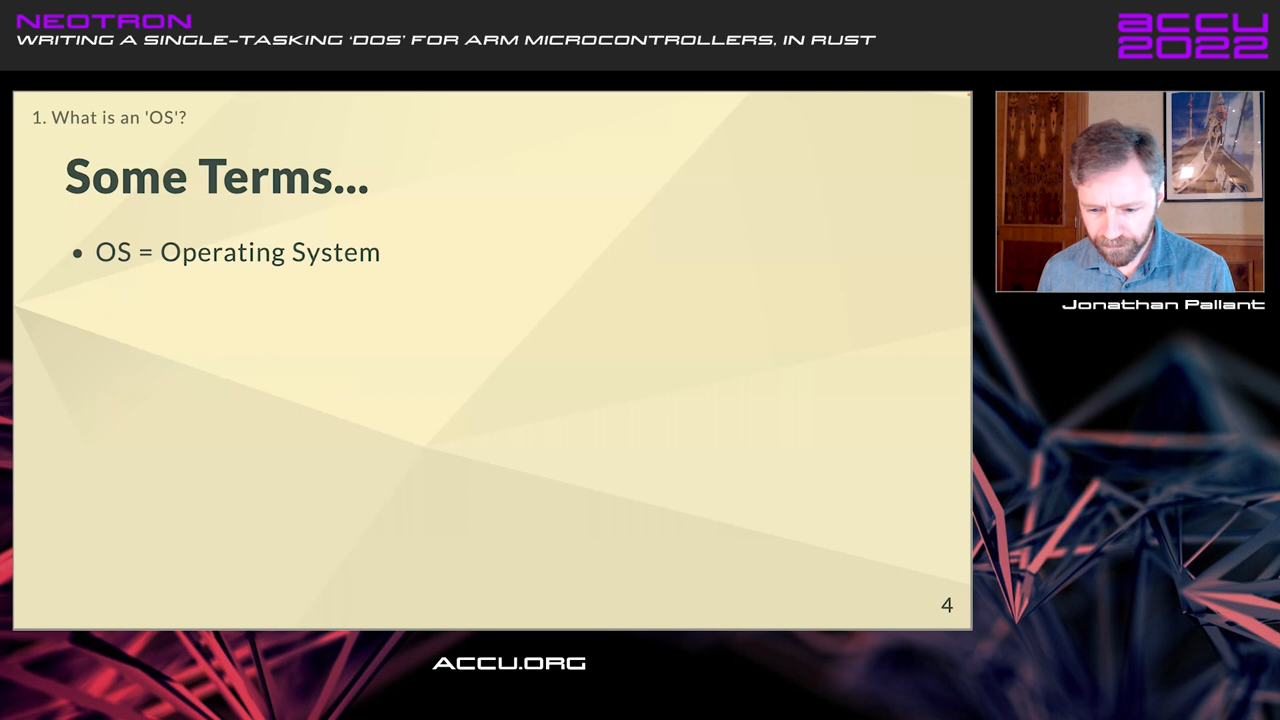 NEOTRON
WRITING A SINGLE-TASKING 'DOS' FOR ARM MICROCONTROLLERS, IN RUST
accu
2022
1. What is an 'OS'?
Some Terms...
• OS = Operating System
4
Jonathan Pallant
ACCU.ORG